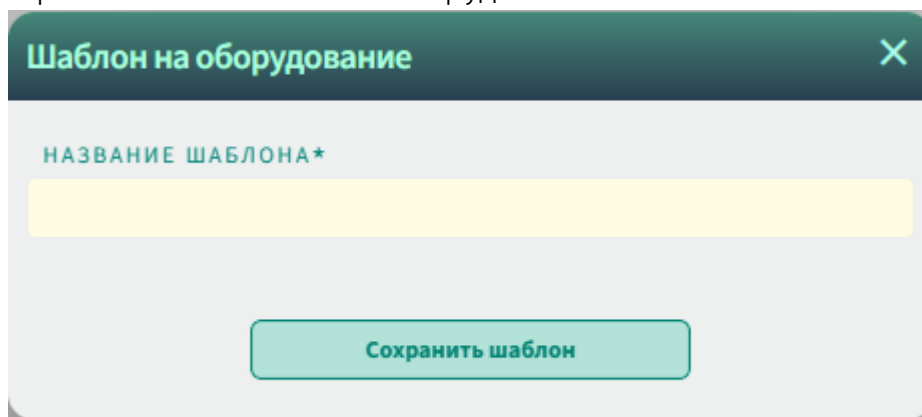 Шаблон на оборудование
НАЗВАНИЕ ШАБЛОНА*
Сохранить шаблон